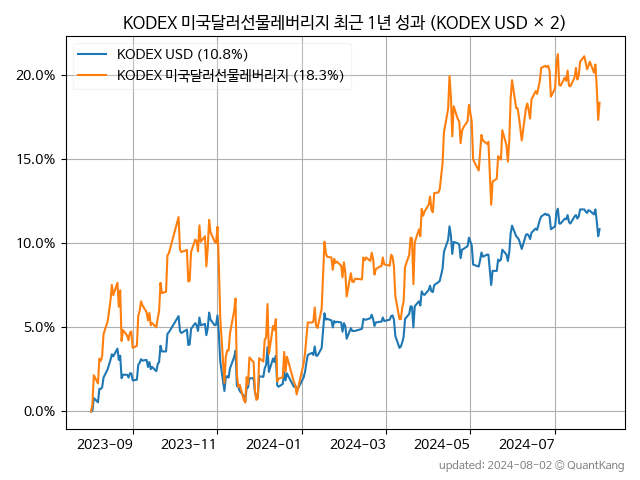 KODEX 미국달러선물레버리지 최근 1년 성과 (KODEX USD × 2)
KODEX USD (10.8%)
KODEX 미국달러선물레버리지 (18.3%)
20.0%
15.0%
10.0%
5.0%
0.0%
2023-09 2023-11 2024-01 2024-03 2024-05 2024-07
updated: 2024-08-02 © QuantKang